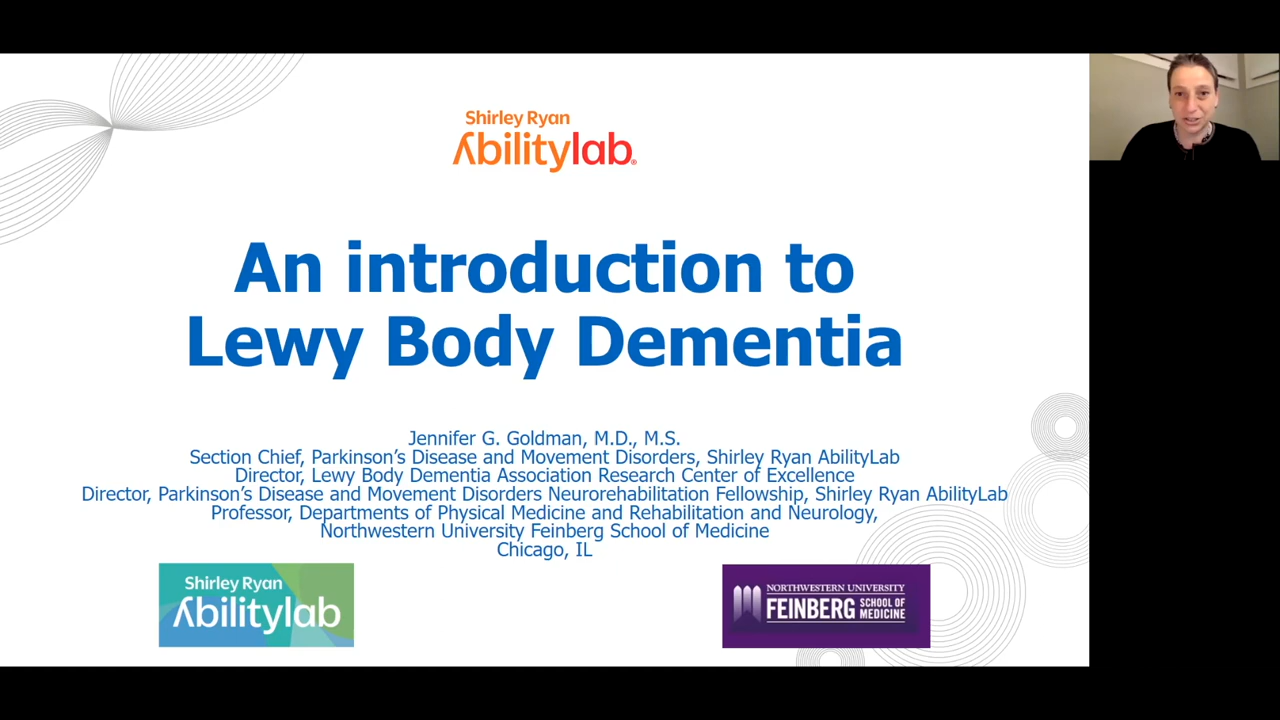 Shirley Ryan
Abilitylab®
An introduction to
Lewy Body Dementia
Jennifer G. Goldman, M.D., M.S.
Section Chief, Parkinson’s Disease and Movement Disorders, Shirley Ryan AbilityLab
Director, Lewy Body Dementia Association Research Center of Excellence
Director, Parkinson’s Disease and Movement Disorders Neurorehabilitation Fellowship, Shirley Ryan AbilityLab
Professor, Departments of Physical Medicine and Rehabilitation and Neurology,
Northwestern University Feinberg School of Medicine
Chicago, IL
Shirley Ryan
Abilitylab
NORTHWESTERN UNIVERSITY
FEINBERG SCHOOL OF
MEDICINE